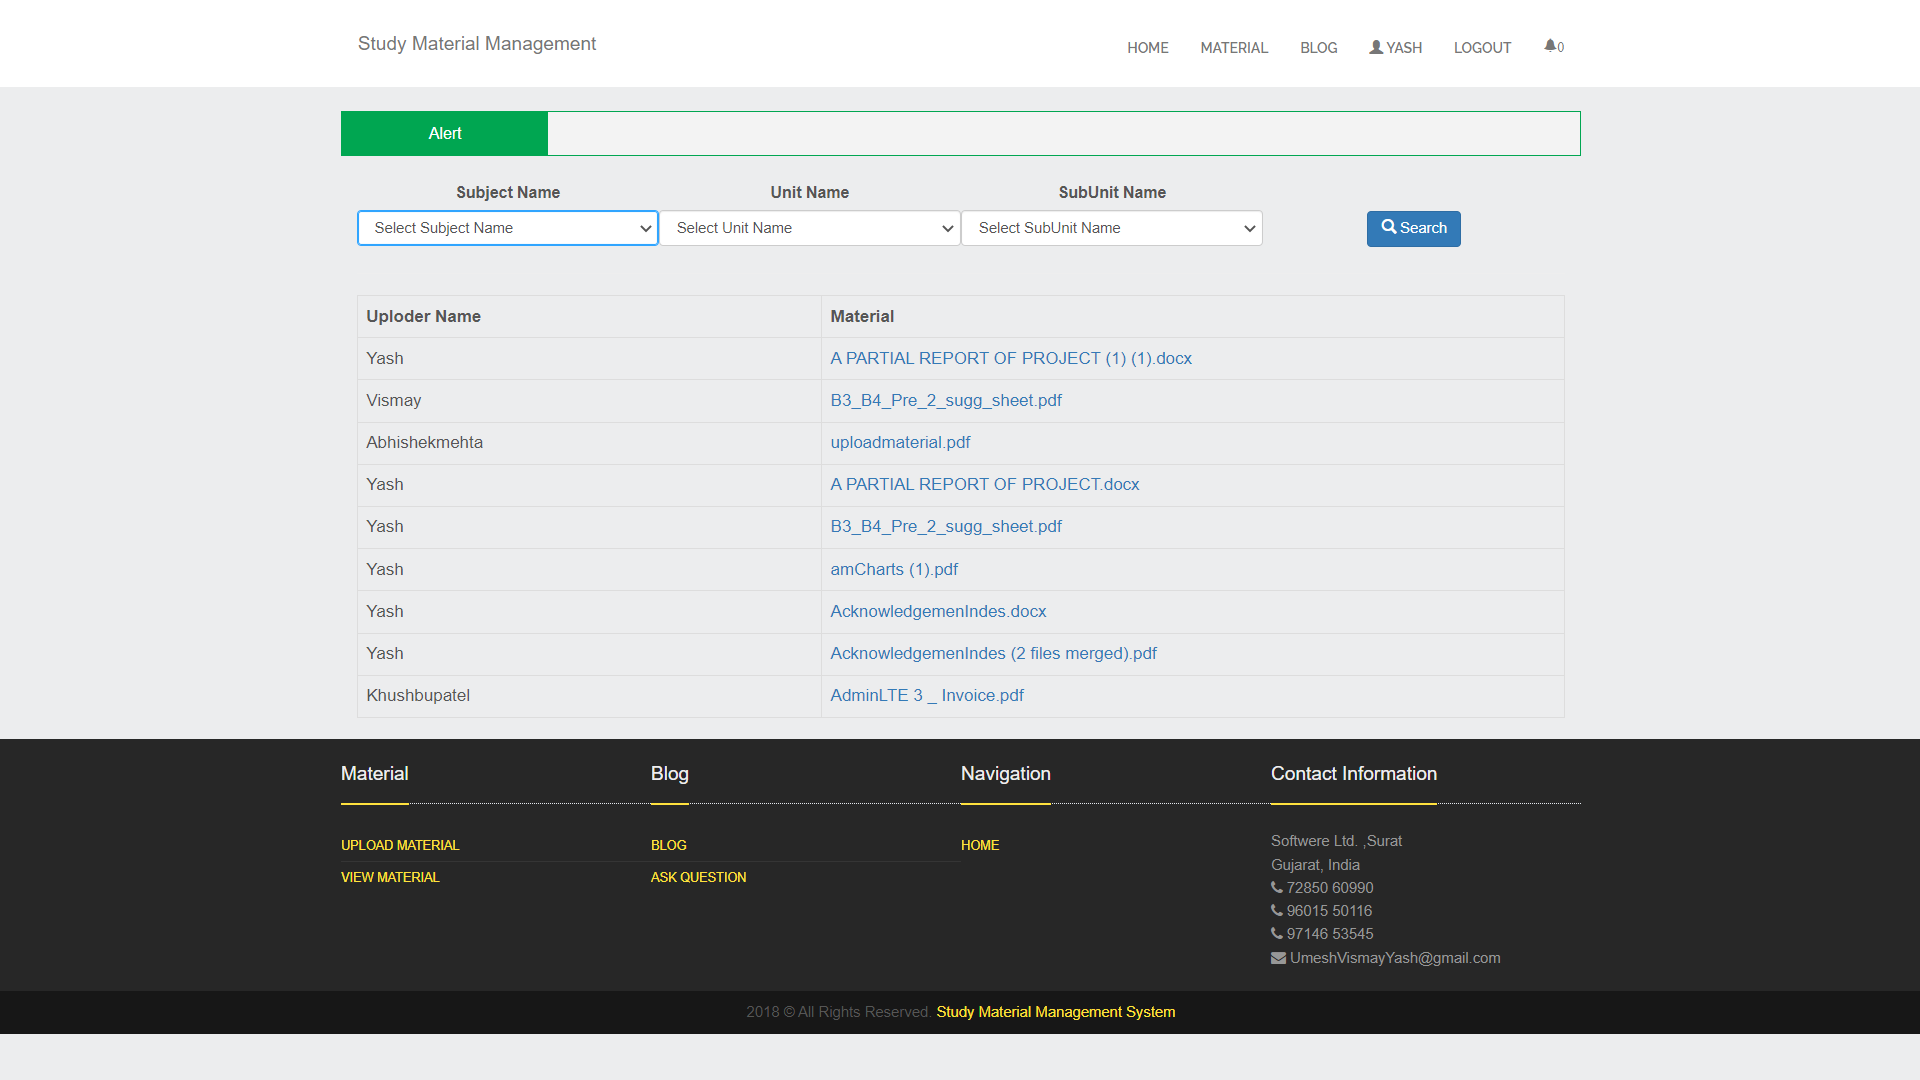 Study Material Management
HOME MATERIAL BLOG YASH LOGOUT 0
Alert
Subject Name Unit Name SubUnit Name
Select Subject Name Select Unit Name Select SubUnit Name Search
Uploder Name Material
Yash A PARTIAL REPORT OF PROJECT (1) (1).docx
Vismay B3_B4_Pre_2_sugg_sheet.pdf
Abhishekmehta uploadmaterial.pdf
Yash A PARTIAL REPORT OF PROJECT.docx
Yash B3_B4_Pre_2_sugg_sheet.pdf
Yash amCharts (1).pdf
Yash AcknowledgemenIndes.docx
Yash AcknowledgemenIndes (2 files merged).pdf
Khushbupatel AdminLTE 3 _ Invoice.pdf
Material Blog Navigation Contact Information
UPLOAD MATERIAL BLOG HOME
VIEW MATERIAL ASK QUESTION
Softwere Ltd. ,Surat
Gujarat, India
72850 60990
96015 50116
97146 53545
UmeshVismayYash@gmail.com
2018 © All Rights Reserved. Study Material Management System